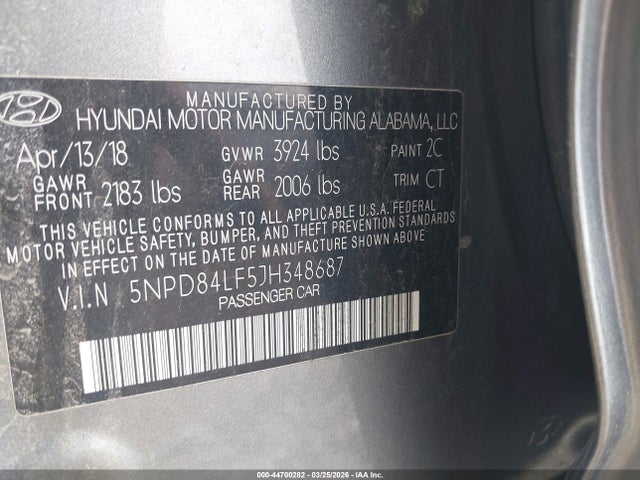 MANUFACTURED BY
HYUNDAI MOTOR MANUFACTURING ALABAMA, LLC
Apr/13/18 GVWR 3924 lbs PAINT 2C
GAWR FRONT 2183 lbs GAWR REAR 2006 lbs TRIM CT
THIS VEHICLE CONFORMS TO ALL APPLICABLE U.S.A. FEDERAL
MOTOR VEHICLE SAFETY, BUMPER, AND THEFT PREVENTION STANDARDS
IN EFFECT ON THE DATE OF MANUFACTURE SHOWN ABOVE
V.I.N 5NPD84LF5JH348687
PASSENGER CAR
000-44700282 - 03/25/2026 - IAA Inc.